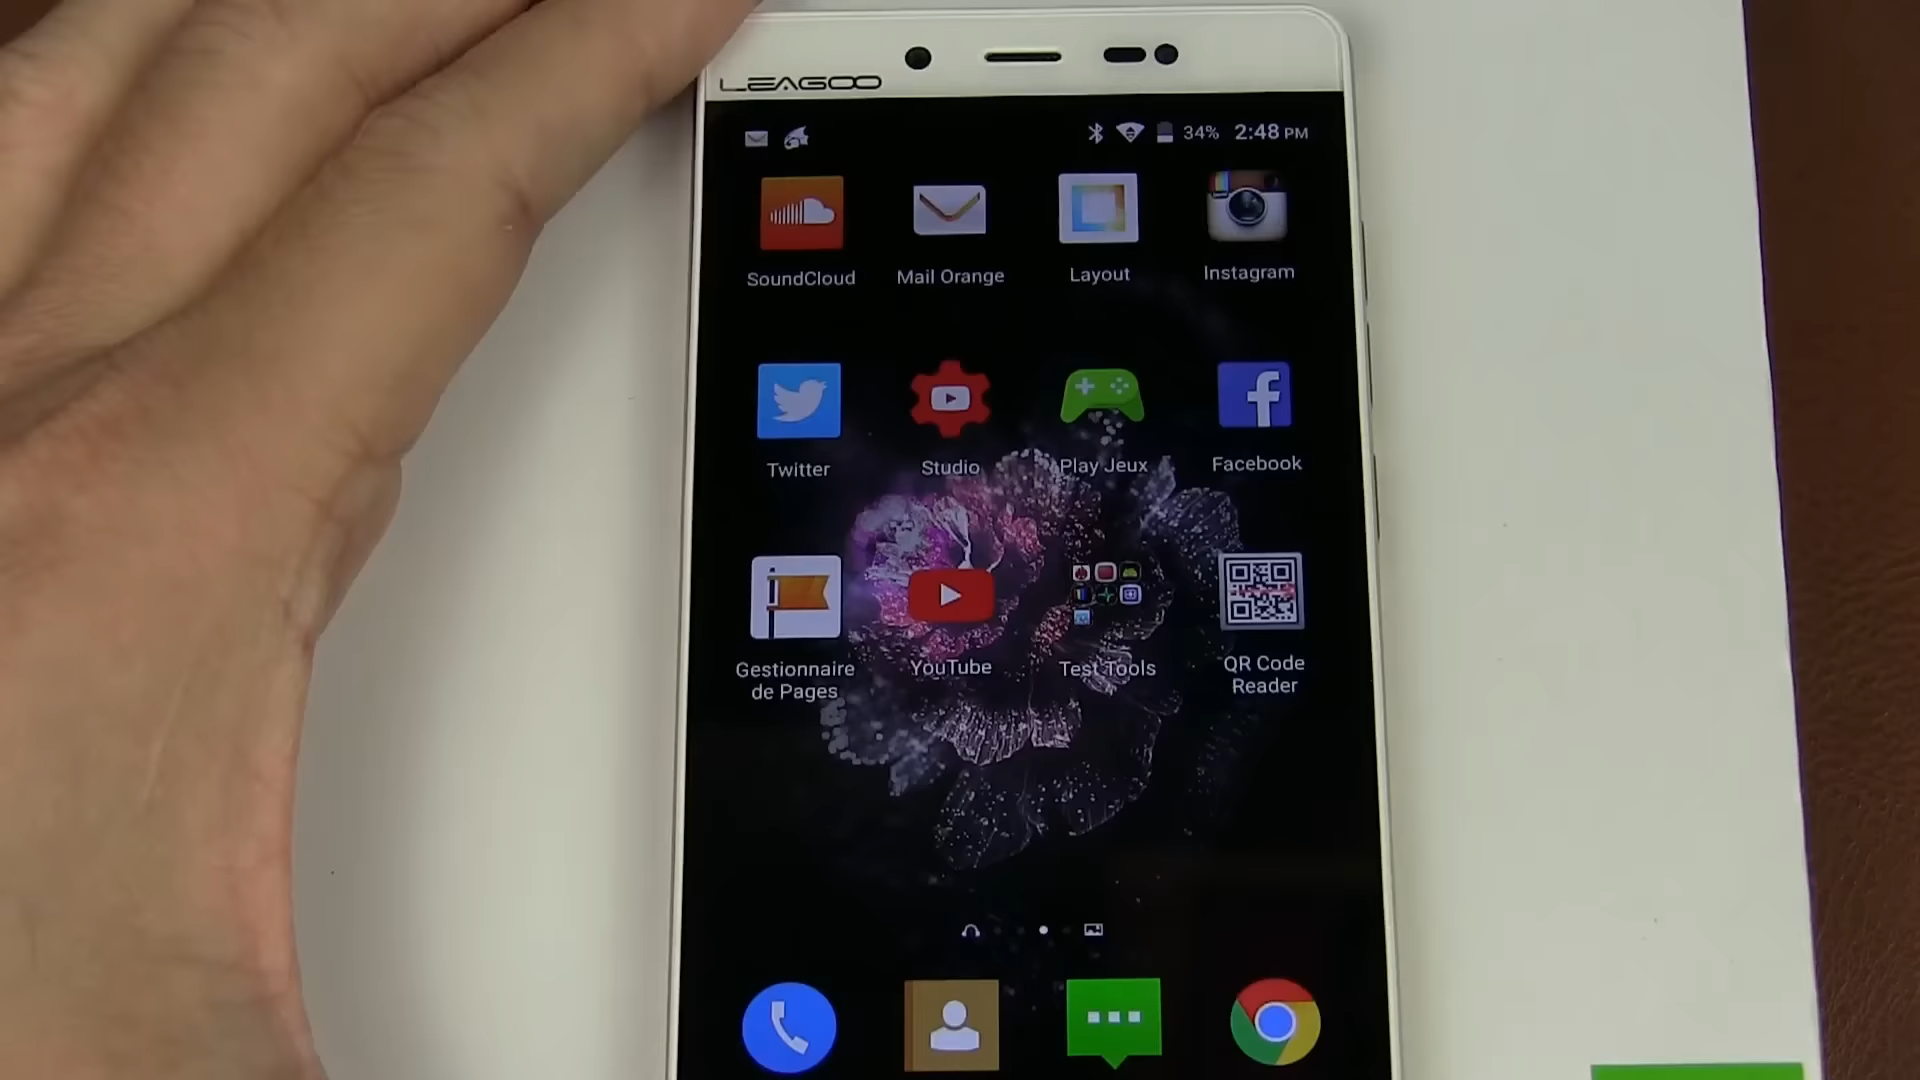 LEAGOO
34% 2:48 PM
SoundCloud
Mail Orange
Layout
Instagram
Twitter
Studio
Play Jeux
Facebook
Gestionnaire
de Pages
YouTube
Test Tools
QR Code
Reader